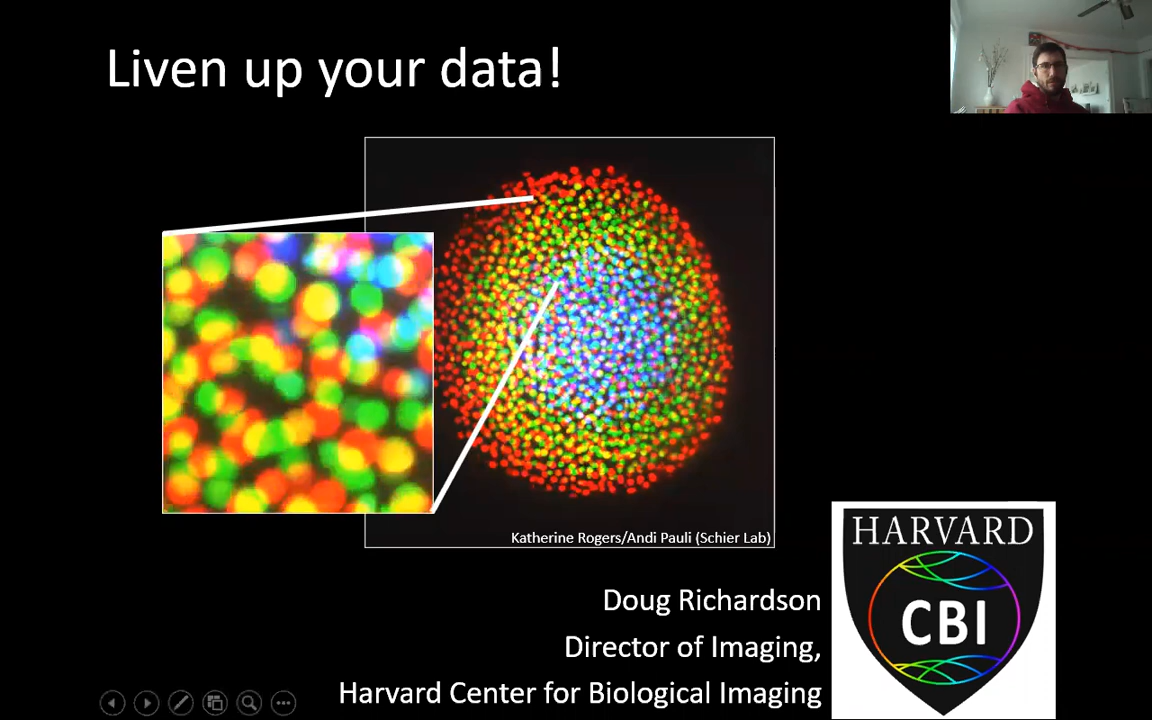 Liven up your data!
Katherine Rogers/Andi Pauli (Schier Lab)
Doug Richardson
Director of Imaging,
Harvard Center for Biological Imaging
HARVARD
CBI